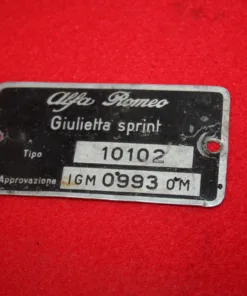 Alfa Romeo
Giulietta sprint
Tipo 10102
Approvazione IGM 0993 OM